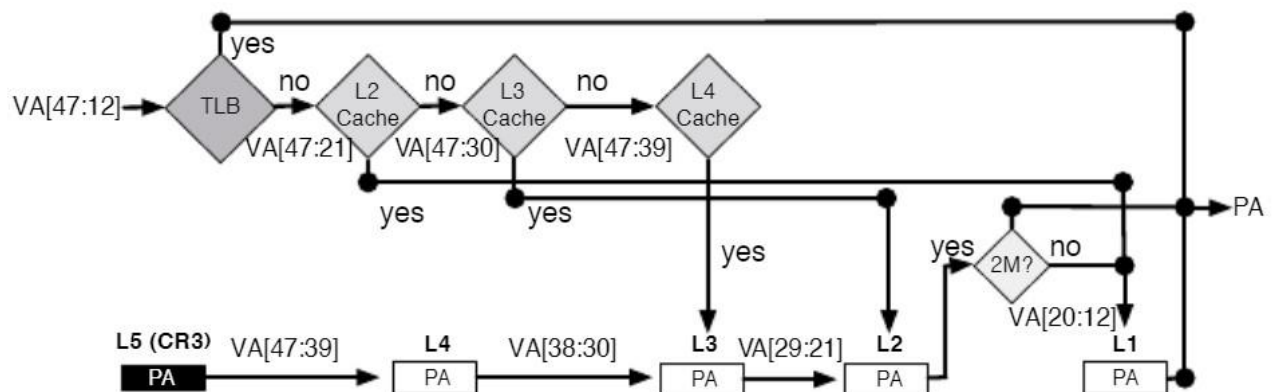 yes
VA[47:12]
TLB
no
L2
Cache
no
L3
Cache
no
L4
Cache
VA[47:21]
VA[47:30]
VA[47:39]
yes
yes
yes
PA
yes
2M?
no
VA[20:12]
L5 (CR3)
PA
VA[47:39]
L4
PA
VA[38:30]
L3
PA
VA[29:21]
L2
PA
L1
PA